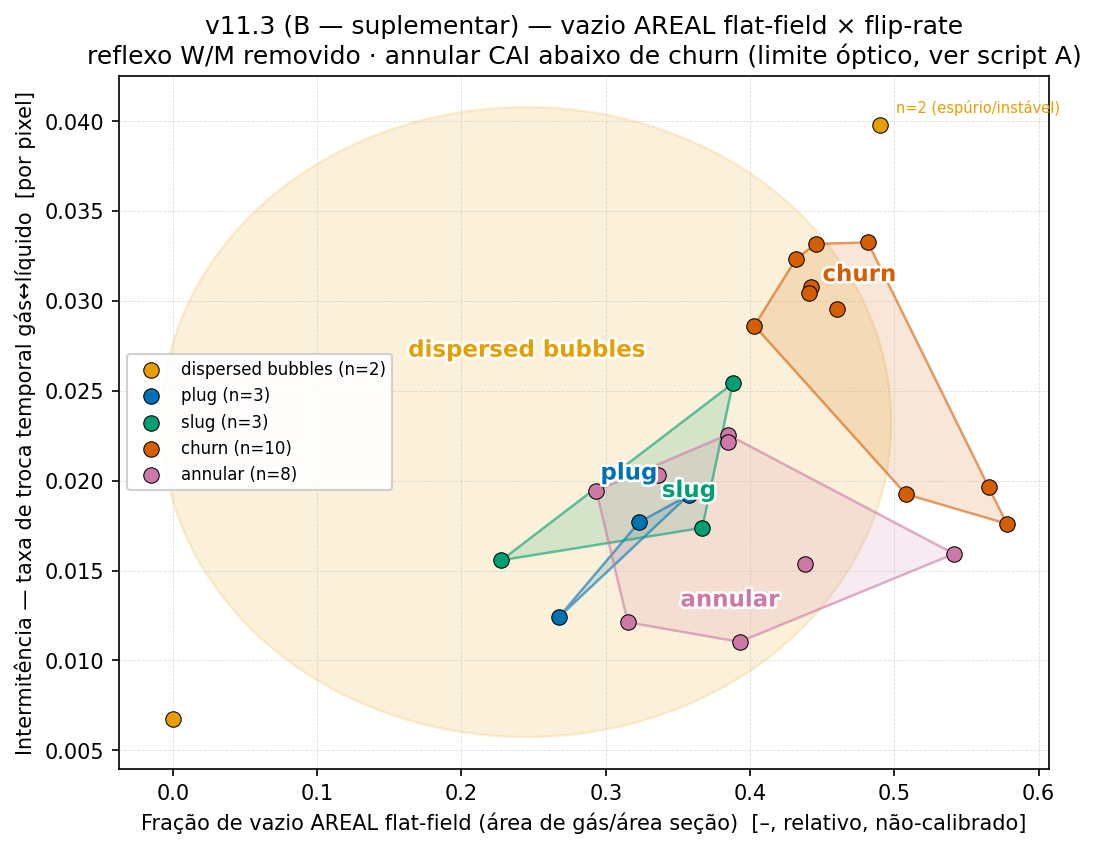 v11.3 (B — suplementar) — vazio AREAL flat-field × flip-rate
reflexo W/M removido · annular CAI abaixo de churn (limite óptico, ver script A)
n=2 (espúrio/instável)
churn
dispersed bubbles
dispersed bubbles (n=2)
plug (n=3)
slug (n=3)
churn (n=10)
annular (n=8)
plug
slug
annular
Intermitência — taxa de troca temporal gás↔líquido [por pixel]
0.040
0.035
0.030
0.025
0.020
0.015
0.010
0.005
0.0 0.1 0.2 0.3 0.4 0.5 0.6
Fração de vazio AREAL flat-field (área de gás/área seção) [–, relativo, não-calibrado]